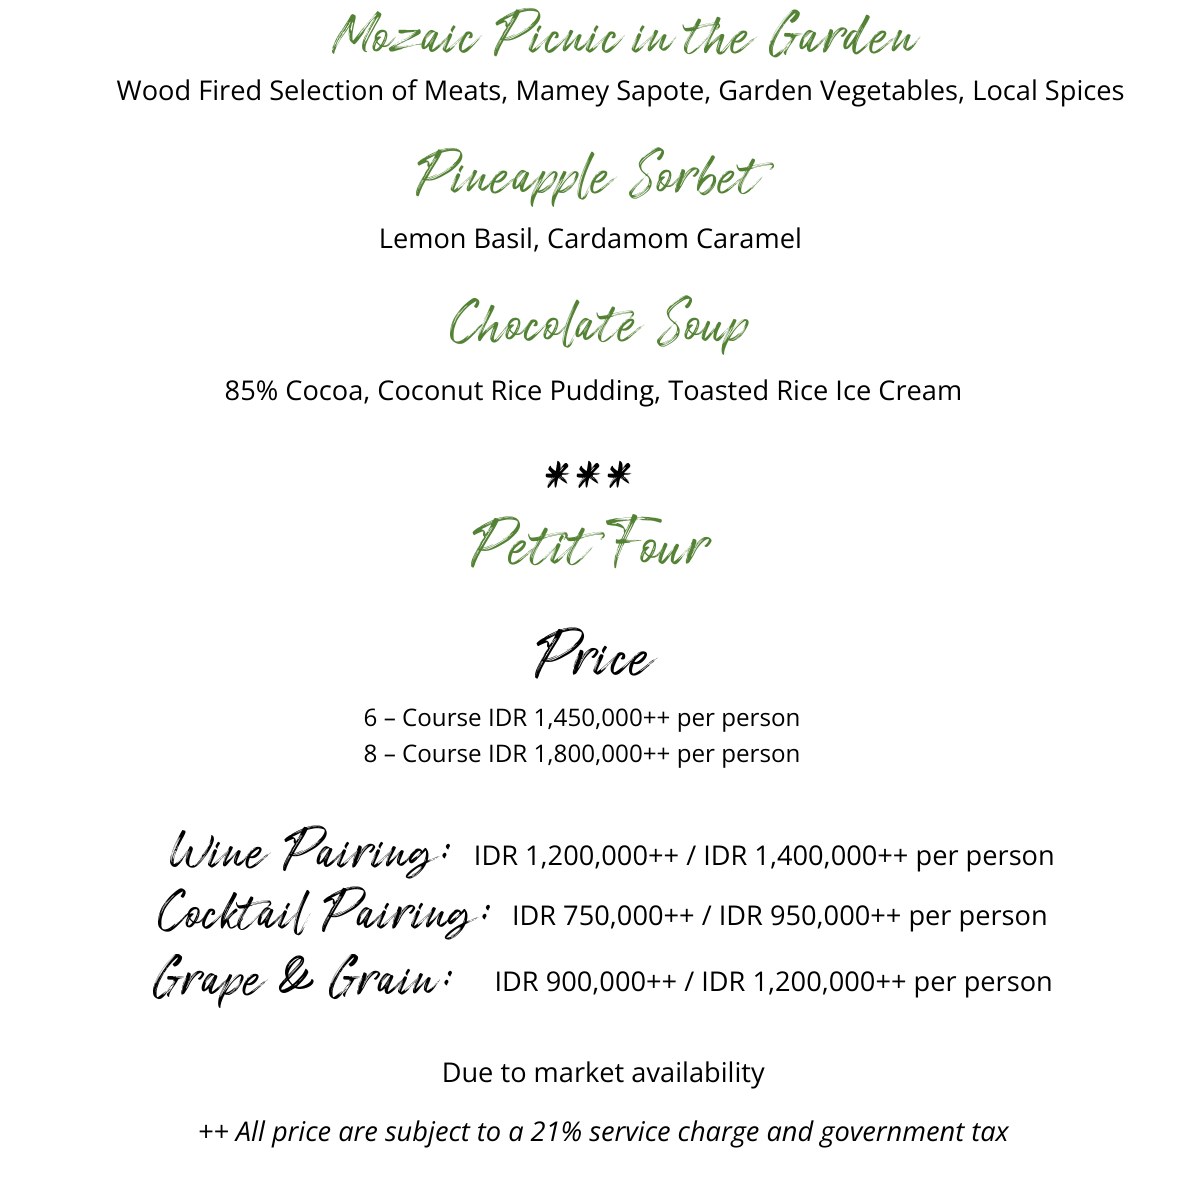 Mozaic Picnic in the Garden
Wood Fired Selection of Meats, Mamey Sapote, Garden Vegetables, Local Spices
Pineapple Sorbet
Lemon Basil, Cardamom Caramel
Chocolate Soup
85% Cocoa, Coconut Rice Pudding, Toasted Rice Ice Cream
***
Petit Four
Price
6 – Course IDR 1,450,000++ per person
8 – Course IDR 1,800,000++ per person
Wine Pairing: IDR 1,200,000++ / IDR 1,400,000++ per person
Cocktail Pairing: IDR 750,000++ / IDR 950,000++ per person
Grape & Grain: IDR 900,000++ / IDR 1,200,000++ per person
Due to market availability
++ All price are subject to a 21% service charge and government tax